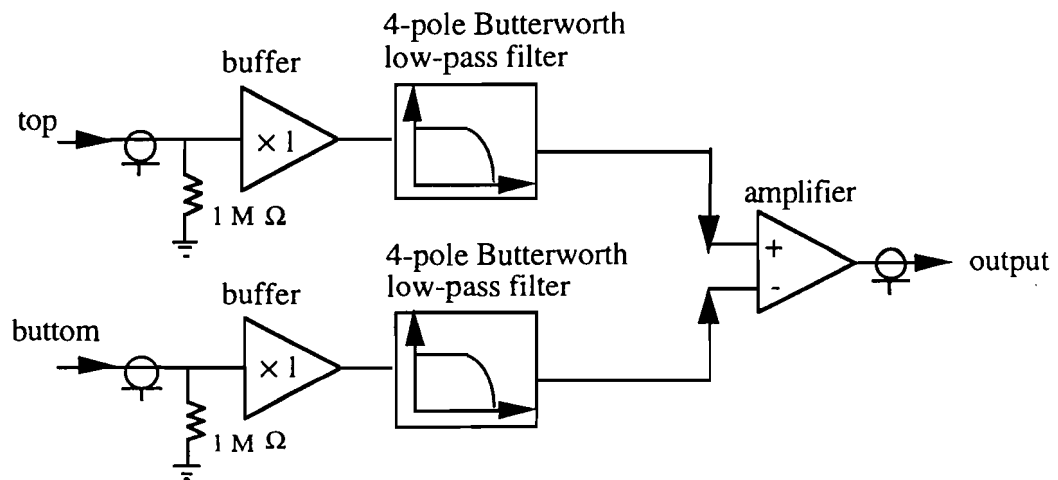 4-pole Butterworth
low-pass filter
buffer
top
× 1
1 M Ω
amplifier
+
-
output
4-pole Butterworth
low-pass filter
buffer
buttom
× 1
1 M Ω